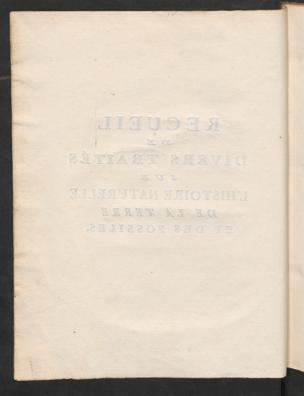 RECUEIL
DE
DIVERS TRAITÉS
SUR
L'HISTOIRE NATURELLE
DE LA TERRE
ET DES FOSSILES.